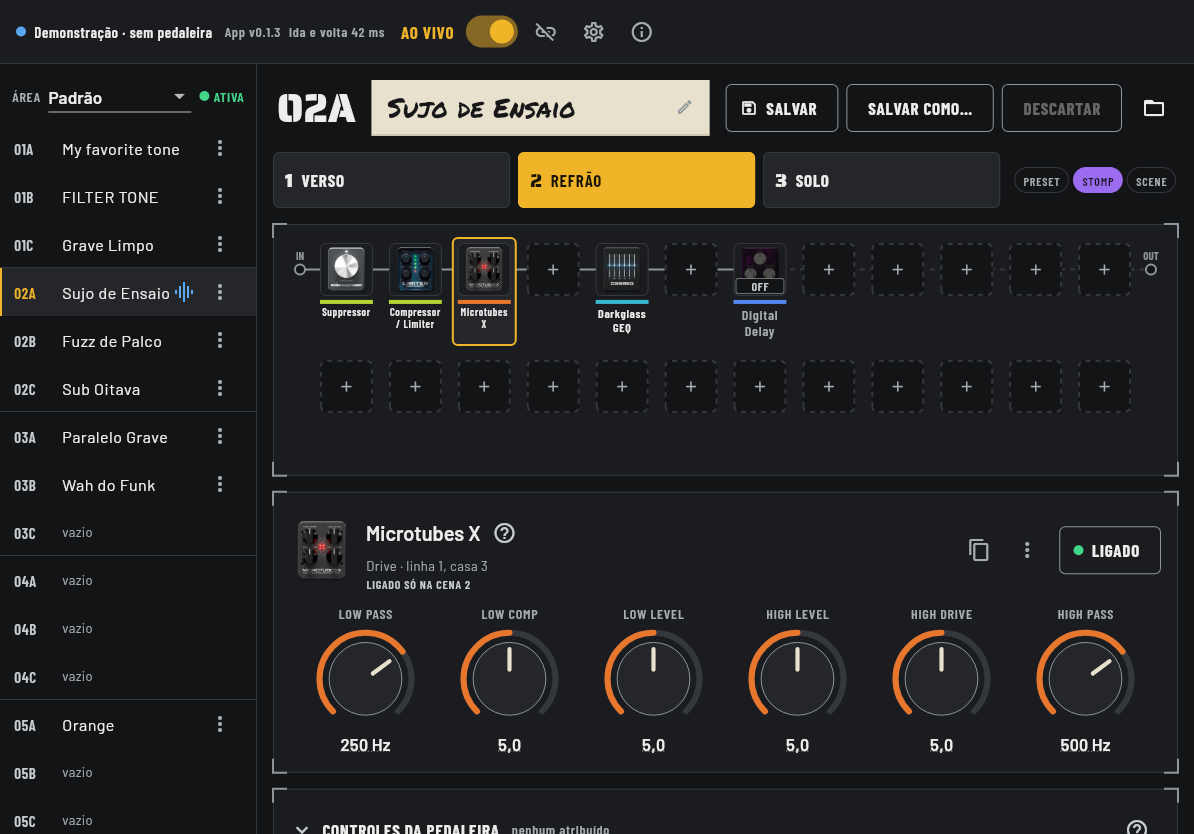 Demonstração · sem pedaleira App v0.1.3 Ida e volta 42 ms AO VIVO
ÁREA Padrão ATIVA
01A My favorite tone
01B FILTER TONE
01C Grave Limpo
02A Sujo de Ensaio
02B Fuzz de Palco
02C Sub Oitava
03A Paralelo Grave
03B Wah do Funk
03C vazio
04A vazio
04B vazio
04C vazio
05A Orange
05B vazio
05C vazio
02A Sujo de Ensaio SALVAR SALVAR COMO... DESCARTAR
1 VERSO 2 REFRÃO 3 SOLO PRESET STOMP SCENE
IN OUT
OFF
Suppressor
Compressor
/ Limiter
Microtubes
X
Darkglass
GEQ
Digital
Delay
Microtubes X
Drive · linha 1, casa 3
LIGADO SÓ NA CENA 2
LIGADO
LOW PASS LOW COMP LOW LEVEL HIGH LEVEL HIGH DRIVE HIGH PASS
250 Hz 5,0 5,0 5,0 5,0 500 Hz
CONTROLES DA PEDALEIRA nenhum atribuído